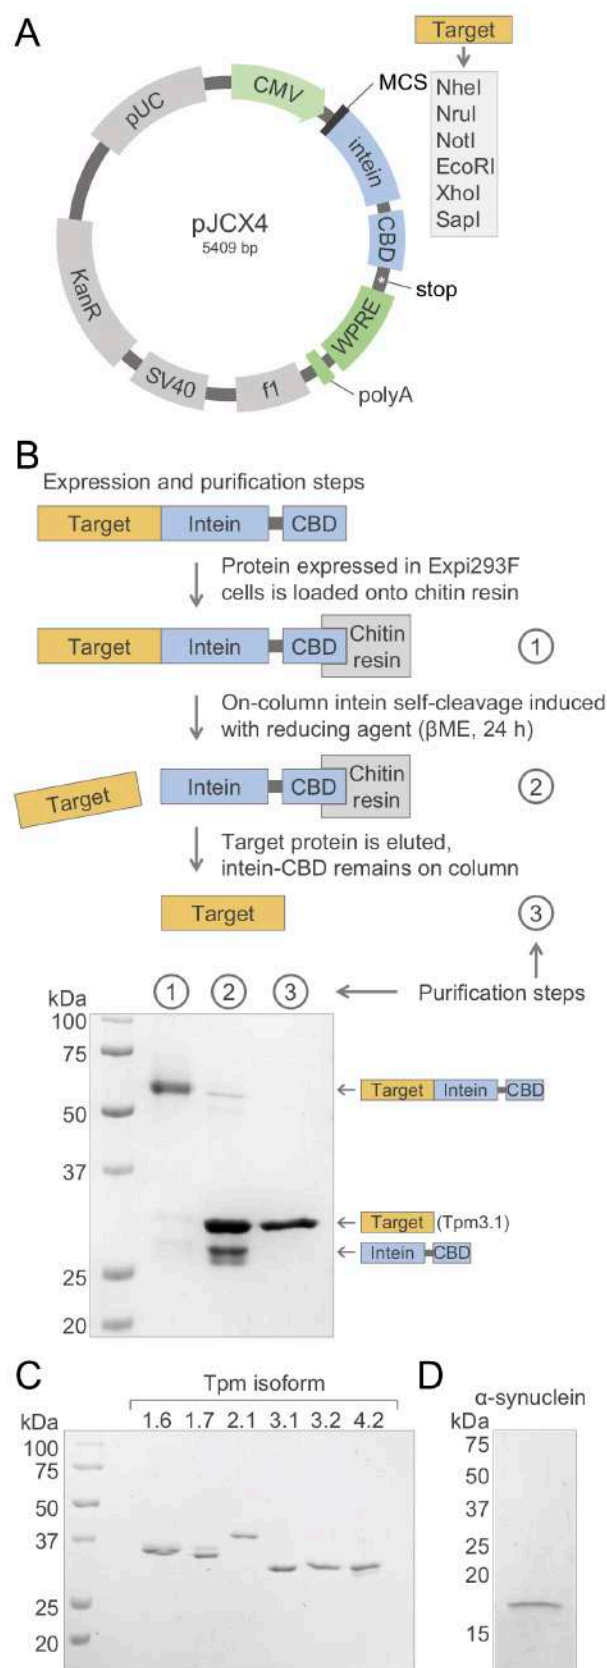 A
Target
NheI
NruI
NotI
EcoRI
XhoI
SapI
MCS
CMV
intein
CBD
*
stop
WPRE
polyA
f1
SV40
KanR
pUC
pJCX4
5409 bp
B
Expression and purification steps
Target Intein CBD
Protein expressed in Expi293F
cells is loaded onto chitin resin
Target Intein CBD Chitin
resin
1
On-column intein self-cleavage induced
with reducing agent (βME, 24 h)
Target
Intein CBD Chitin
resin
2
Target protein is eluted,
intein-CBD remains on column
Target
3
kDa
1 2 3
Purification steps
100
75
50
37
25
20
Target Intein CBD
Target (Tpm3.1)
Intein CBD
C
Tpm isoform
kDa 1.6 1.7 2.1 3.1 3.2 4.2
100
75
50
37
25
20
D
α-synuclein
kDa
75
50
37
25
20
15